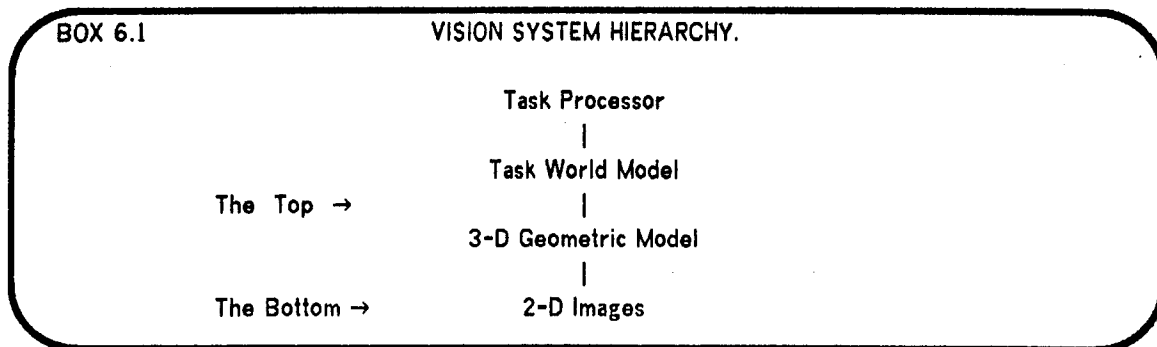 BOX 6.1 VISION SYSTEM HIERARCHY.
Task Processor
|
Task World Model
The Top → |
3-D Geometric Model
|
The Bottom → 2-D Images